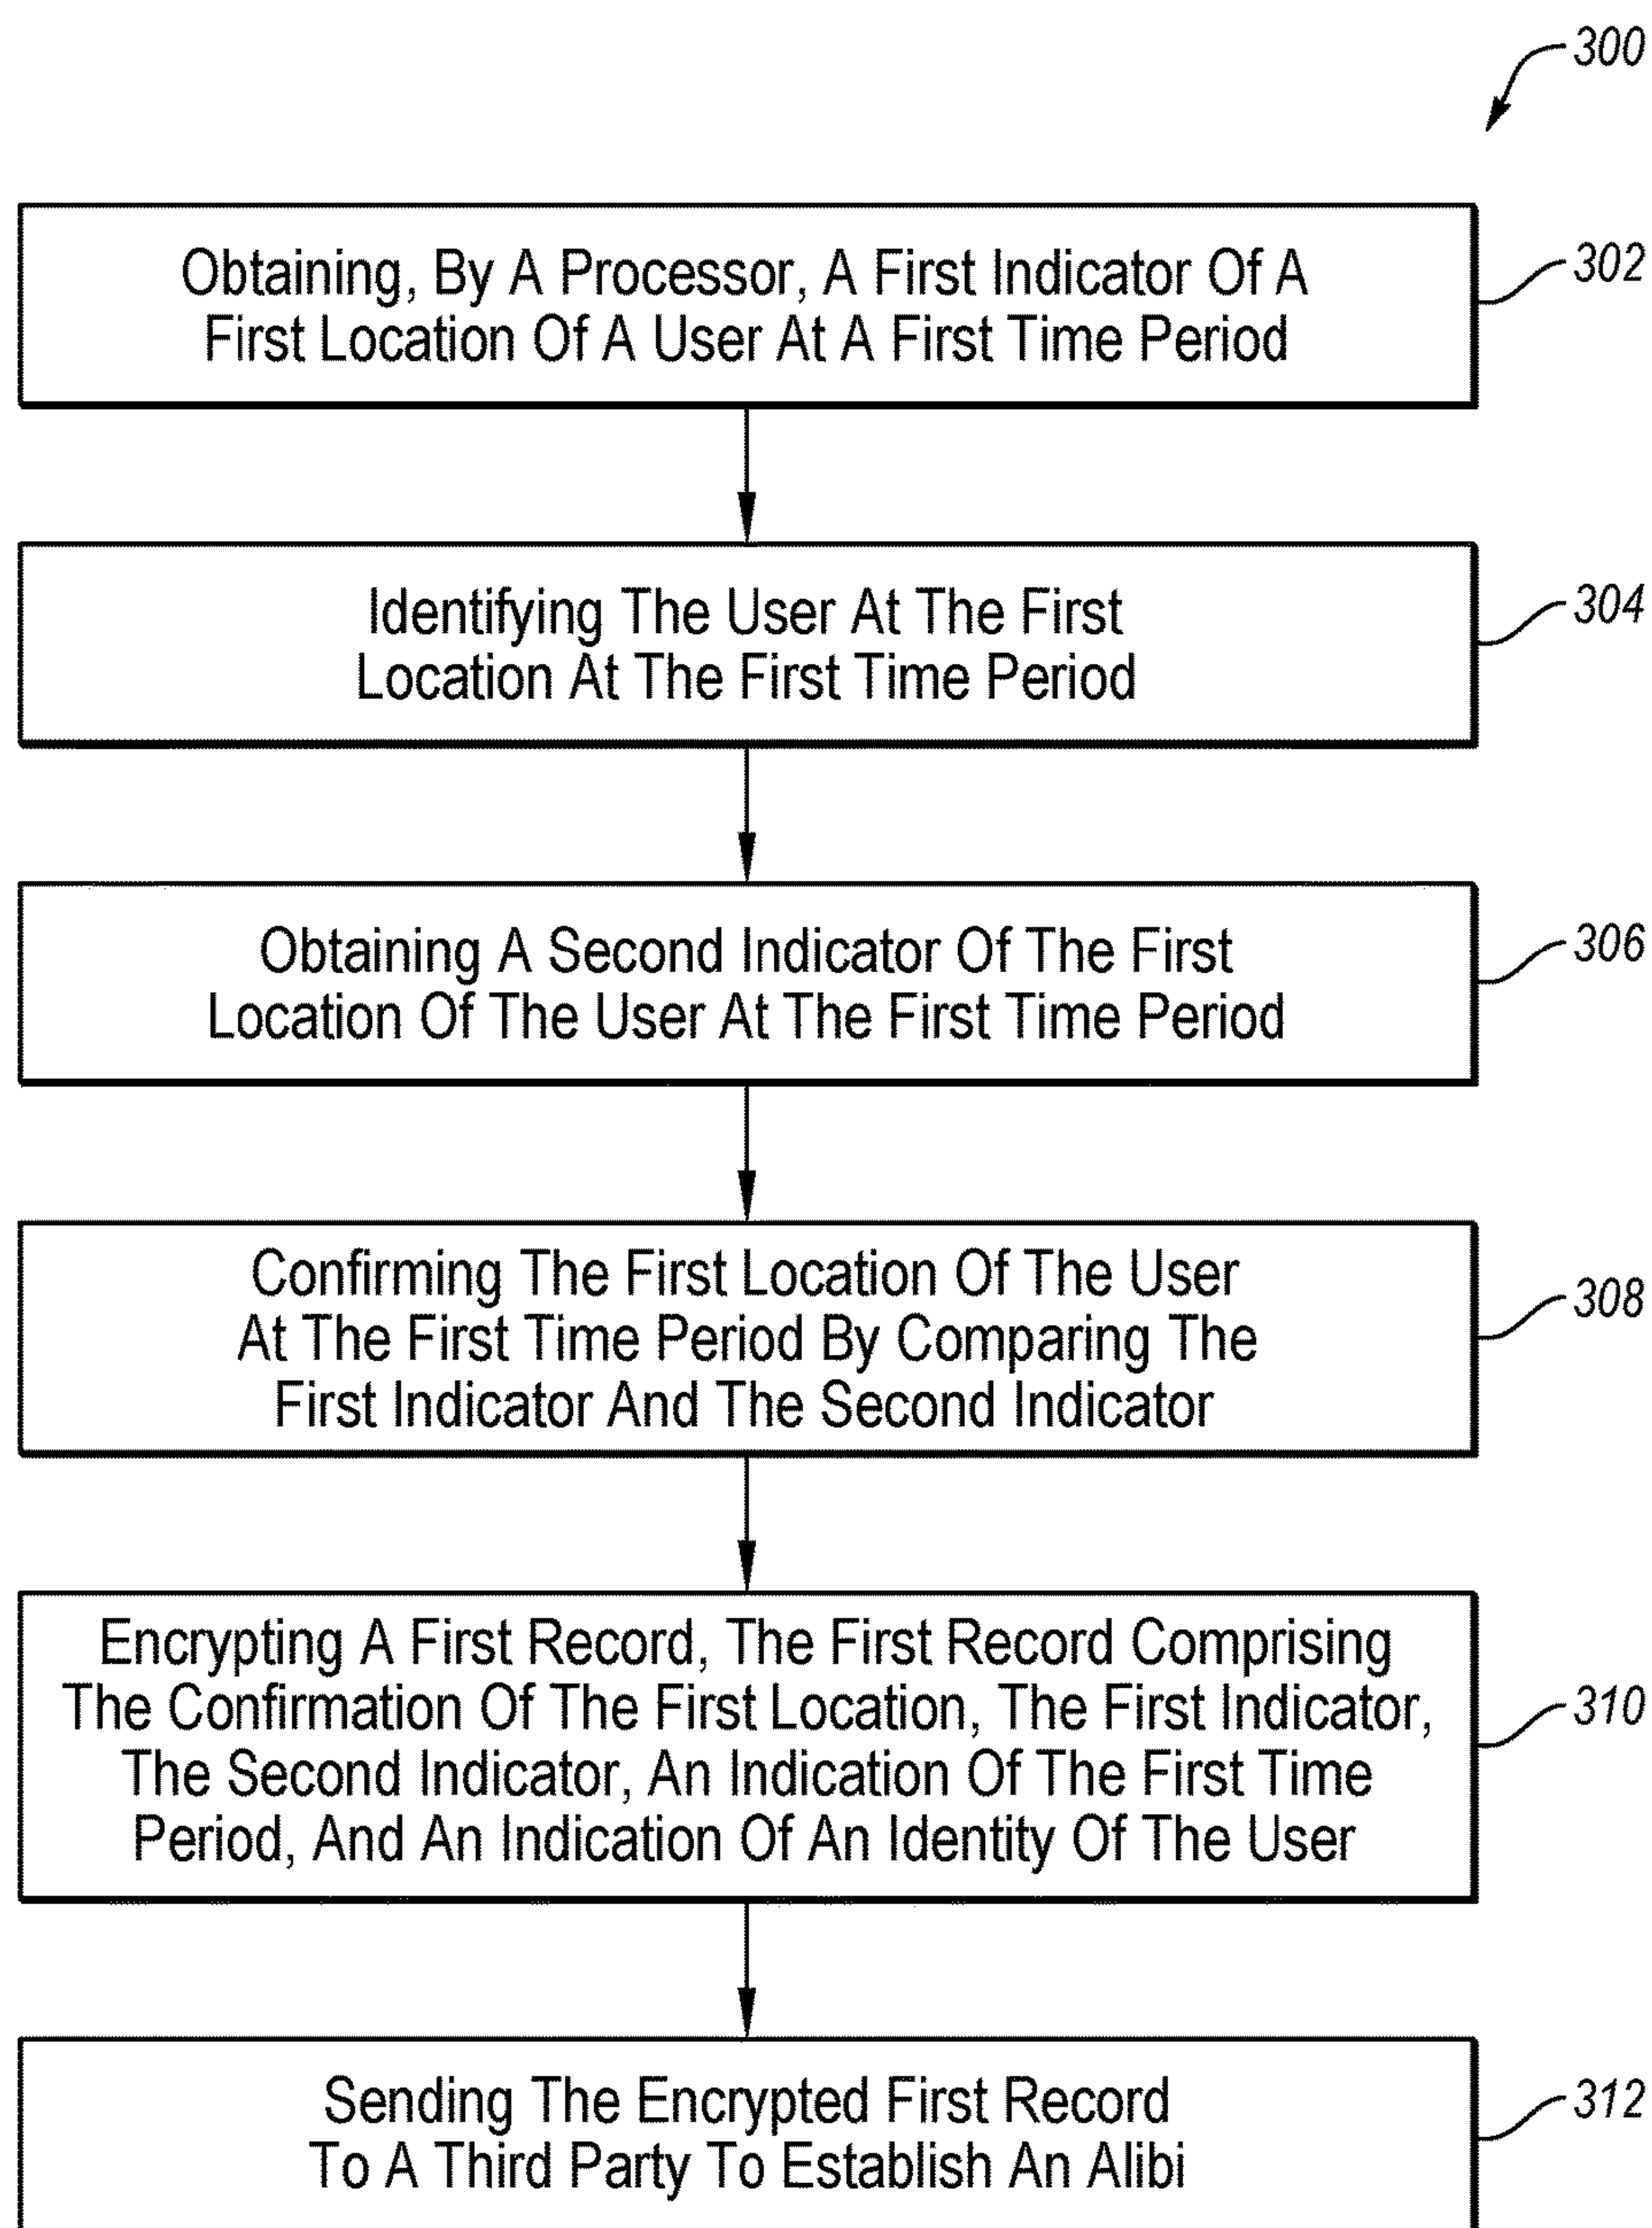 300
Obtaining, By A Processor, A First Indicator Of A
First Location Of A User At A First Time Period
302
Identifying The User At The First
Location At The First Time Period
304
Obtaining A Second Indicator Of The First
Location Of The User At The First Time Period
306
Confirming The First Location Of The User
At The First Time Period By Comparing The
First Indicator And The Second Indicator
308
Encrypting A First Record, The First Record Comprising
The Confirmation Of The First Location, The First Indicator,
The Second Indicator, An Indication Of The First Time
Period, And An Indication Of An Identity Of The User
310
Sending The Encrypted First Record
To A Third Party To Establish An Alibi
312